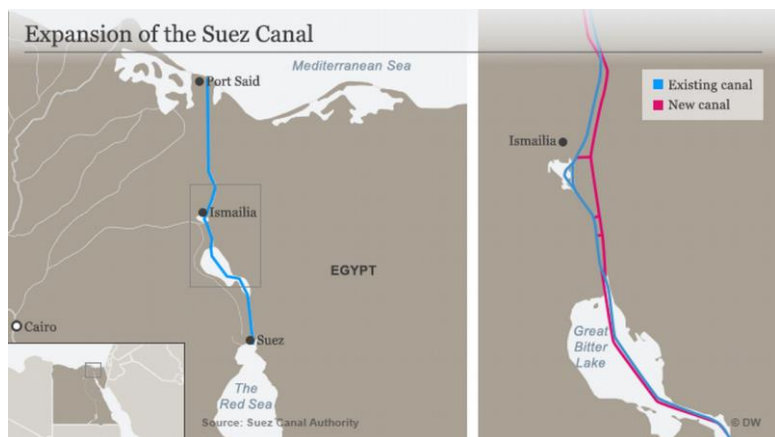 Expansion of the Suez Canal
Mediterranean Sea
Port Said
Ismailia
EGYPT
Cairo
Suez
The
Red Sea
Source: Suez Canal Authority
Existing canal
New canal
Ismailia
Great
Bitter
Lake
© DW